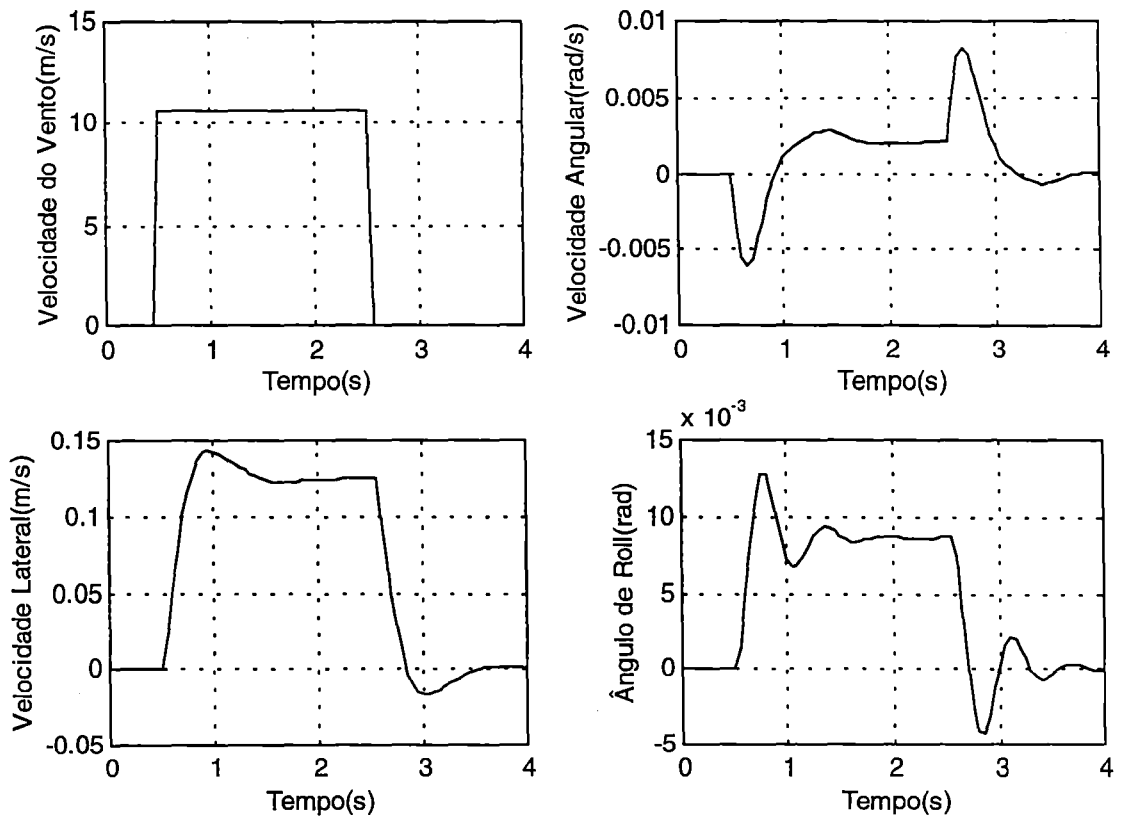 Velocidade do Vento(m/s)
15
10
5
0
0 1 2 3 4
Tempo(s)
Velocidade Angular(rad/s)
0.01
0.005
0
-0.005
-0.01
0 1 2 3 4
Tempo(s)
Velocidade Lateral(m/s)
0.15
0.1
0.05
0
-0.05
0 1 2 3 4
Tempo(s)
x 10-3
Ângulo de Roll(rad)
15
10
5
0
-5
0 1 2 3 4
Tempo(s)